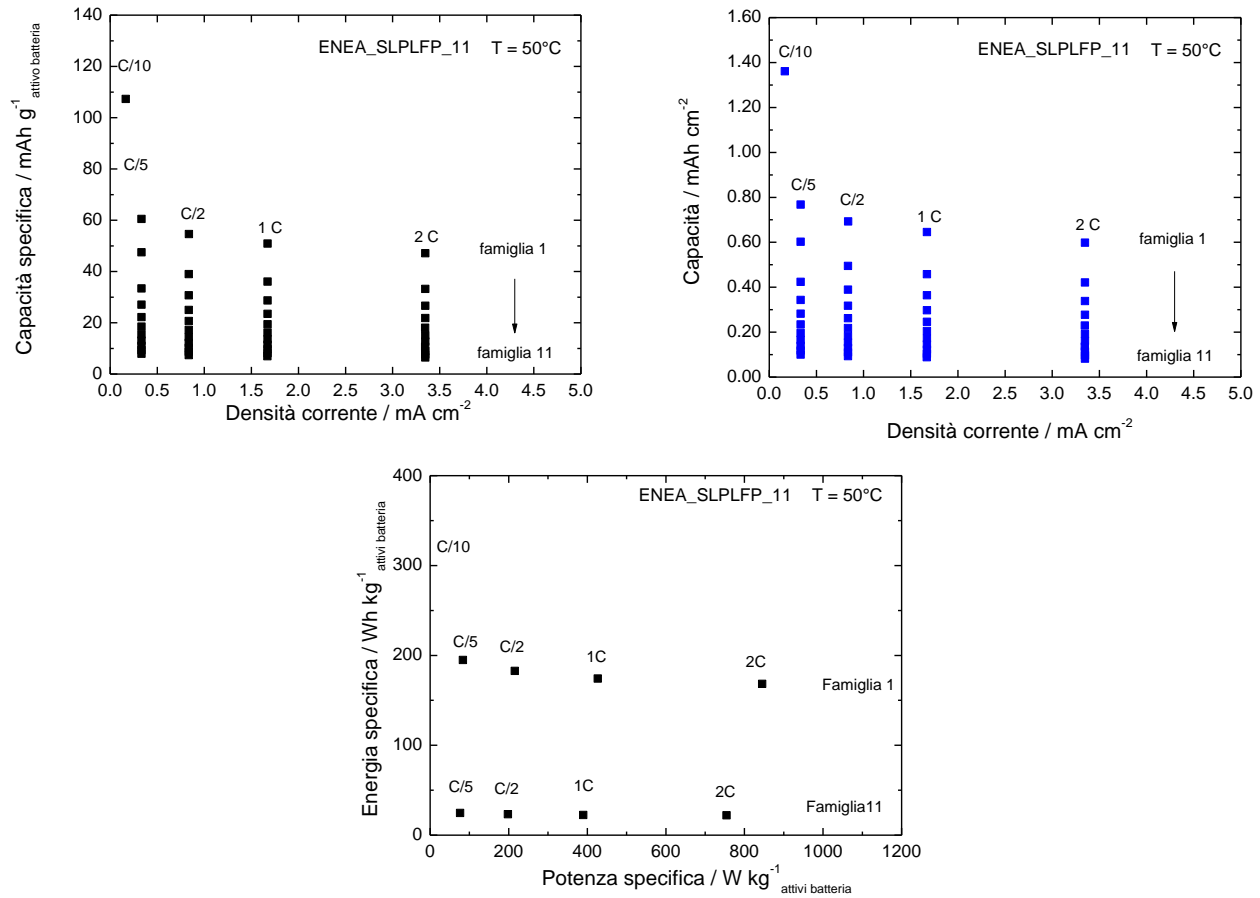 ENEA_SLPLFP_11 T = 50°C
C/10
C/5
C/2
1 C
2 C
famiglia 1
famiglia 11
140
120
100
80
60
40
20
0
0.0 0.5 1.0 1.5 2.0 2.5 3.0 3.5 4.0 4.5 5.0
Capacità specifica / mAh g-1 attivo batteria
Densità corrente / mA cm-2
ENEA_SLPLFP_11 T = 50°C
C/10
C/5
C/2
1 C
2 C
famiglia 1
famiglia 11
1.60
1.40
1.20
1.00
0.80
0.60
0.40
0.20
0.00
0.0 0.5 1.0 1.5 2.0 2.5 3.0 3.5 4.0 4.5 5.0
Capacità / mAh cm-2
Densità corrente / mA cm-2
ENEA_SLPLFP_11 T = 50°C
C/10
C/5 C/2 1C 2C
Famiglia 1
C/5 C/2 1C 2C
Famiglia11
400
300
200
100
0
0 200 400 600 800 1000 1200
Energia specifica / Wh kg-1 attivi batteria
Potenza specifica / W kg-1 attivi batteria